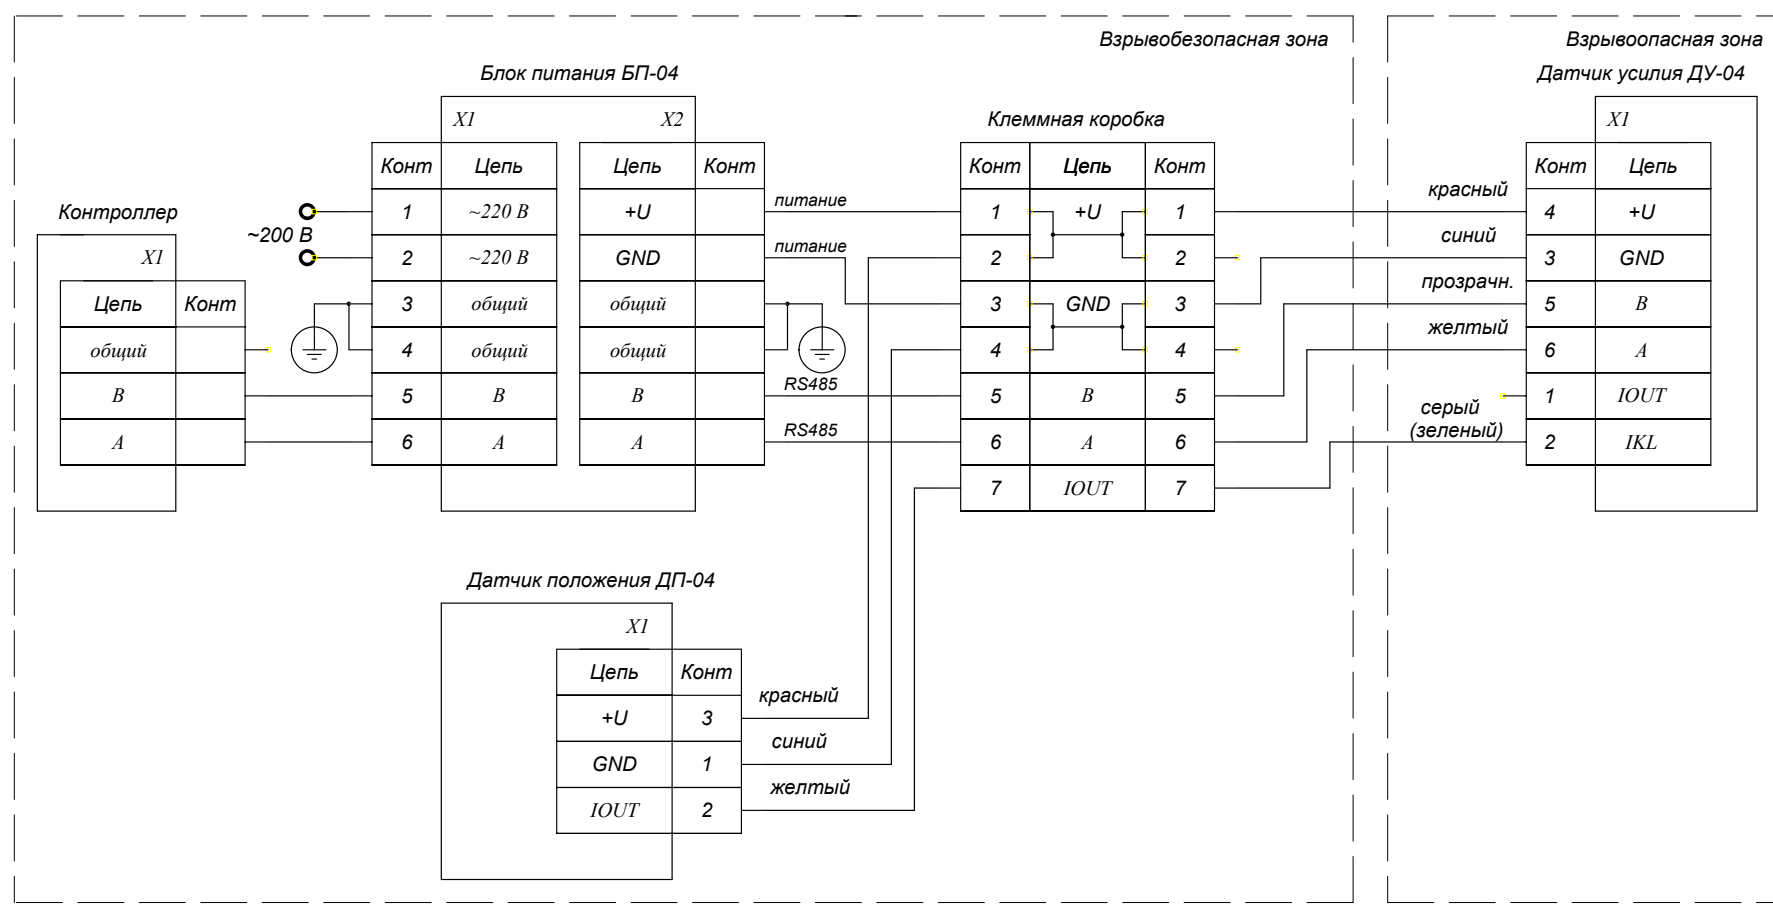 Взрывобезопасная зона
Взрывоопасная зона
Блок питания БП-04
Датчик усилия ДУ-04
Клеммная коробка
Контроллер
X1
Цепь Конт
общий
B
A
~200 В
X1 X2
Конт Цепь Цепь Конт
1 ~220 В +U
2 ~220 В GND
3 общий общий
4 общий общий
5 B B
6 A A
питание
питание
RS485
RS485
Конт Цепь Конт
1 +U 1
2 2
3 GND 3
4 4
5 B 5
6 A 6
7 IOUT 7
красный
синий
прозрачн.
желтый
серый
(зеленый)
X1
Конт Цепь
4 +U
3 GND
5 B
6 A
1 IOUT
2 IKL
Датчик положения ДП-04
X1
Цепь Конт
+U 3
GND 1
IOUT 2
красный
синий
желтый